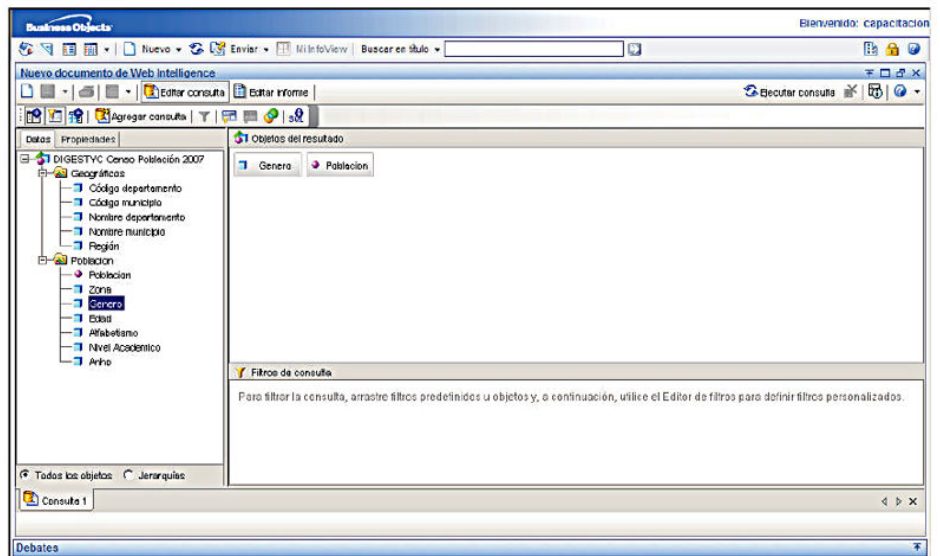 Business Objects
Bienvenido: capacitacion
Nuevo Enviar Mi InfoView Buscar en título
Nuevo documento de Web Intelligence
Editar consulta Editar informe Ejecutar consulta
Agregar consulta
Datos Propiedades
Objetos del resultado
Genero Poblacion
DIGESTYC Censo Población 2007
Geográficas
Código departamento
Código municipio
Nombre departamento
Nombre municipio
Región
Poblacion
Poblacion
Zona
Genero
Edad
Alfabetismo
Nivel Academico
Anho
Filtros de consulta
Para filtrar la consulta, arrastre filtros predefinidos u objetos y, a continuación, utilice el Editor de filtros para definir filtros personalizados.
Todos los objetos Jerarquías
Consulta 1
Debates